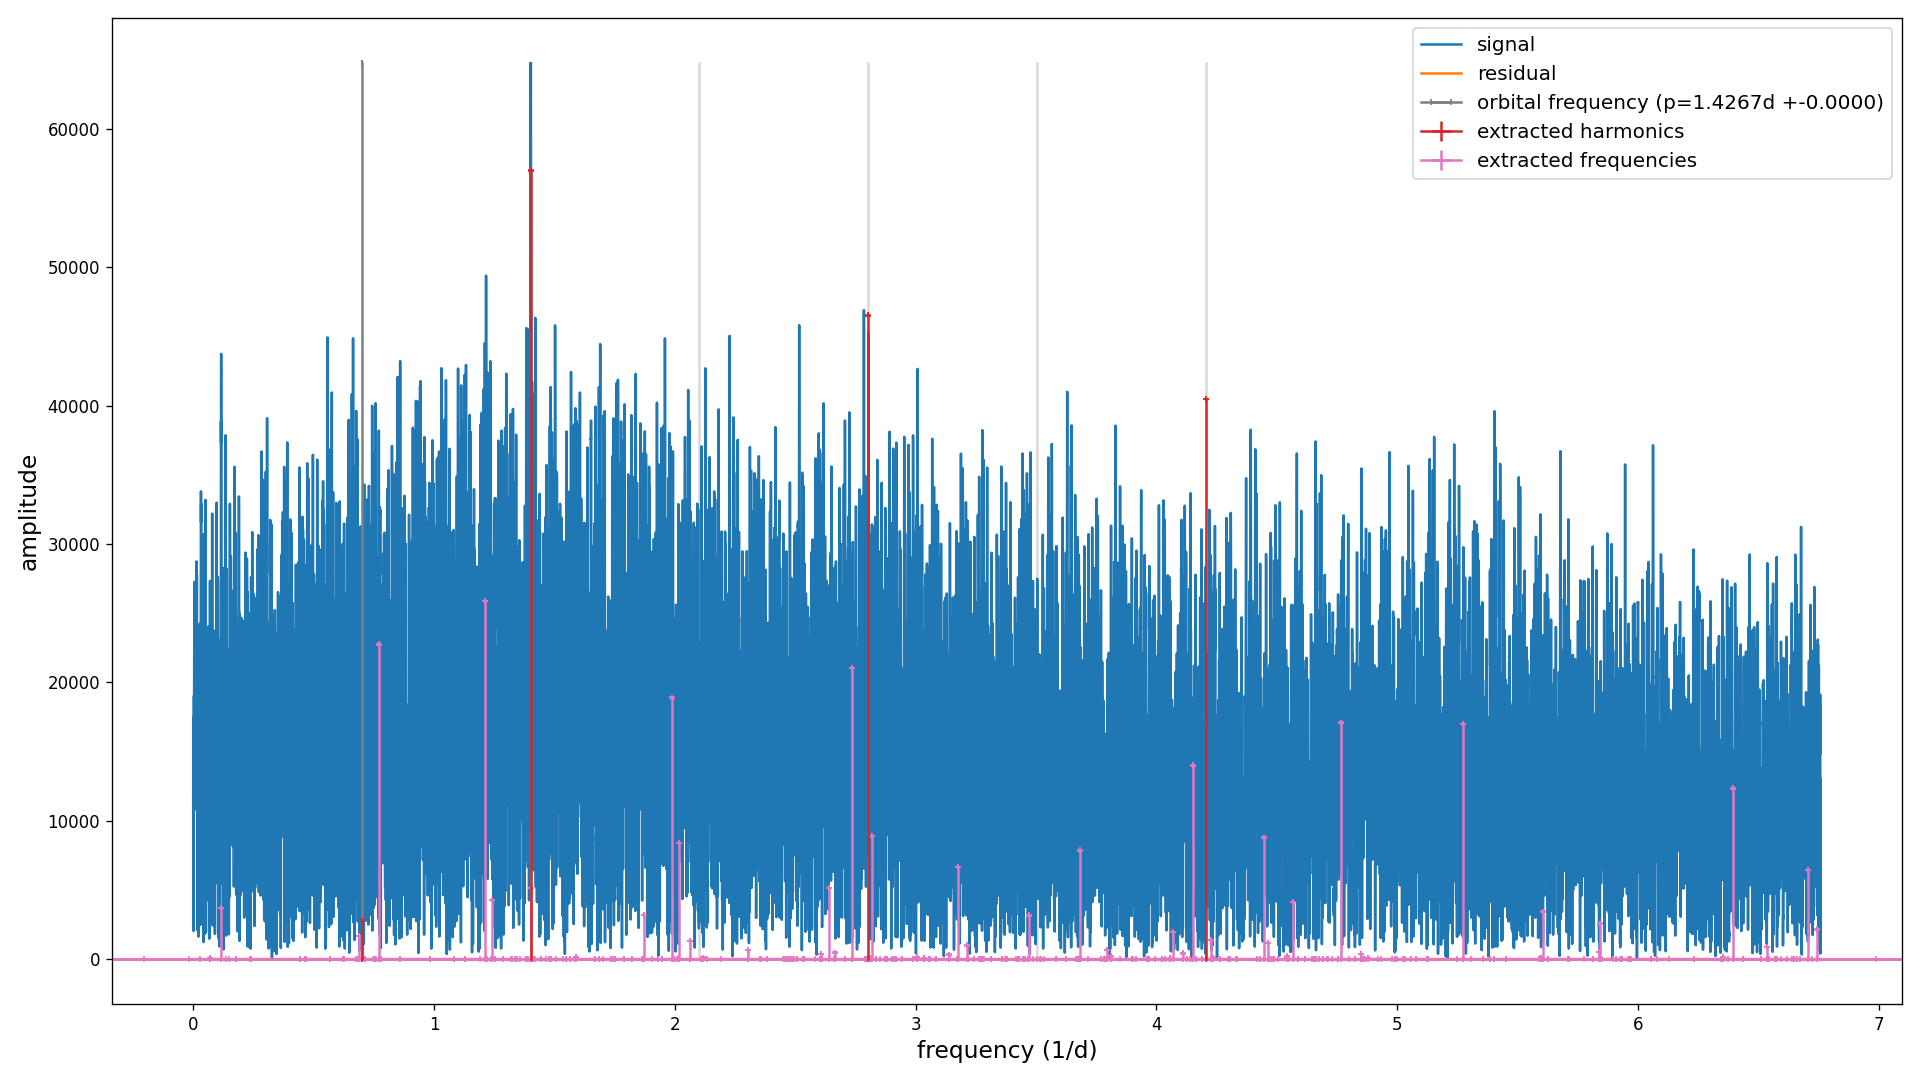 signal
residual
orbital frequency (p=1.4267d +-0.0000)
extracted harmonics
extracted frequencies
60000
50000
40000
30000
20000
10000
0
amplitude
0 1 2 3 4 5 6 7
frequency (1/d)